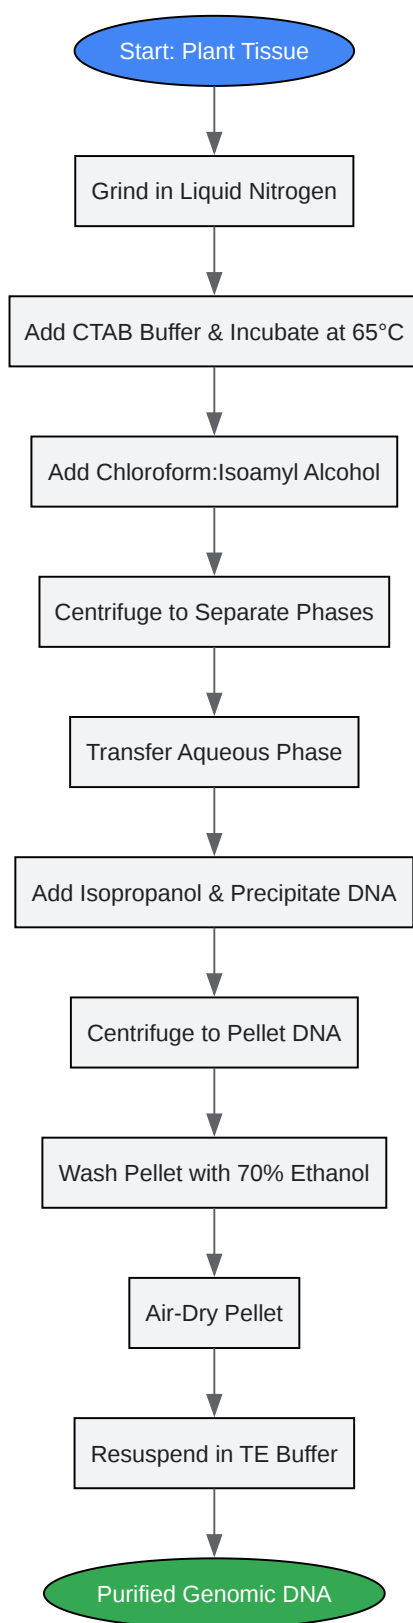 Start: Plant Tissue
Grind in Liquid Nitrogen
Add CTAB Buffer & Incubate at 65°C
Add Chloroform:Isoamyl Alcohol
Centrifuge to Separate Phases
Transfer Aqueous Phase
Add Isopropanol & Precipitate DNA
Centrifuge to Pellet DNA
Wash Pellet with 70% Ethanol
Air-Dry Pellet
Resuspend in TE Buffer
Purified Genomic DNA